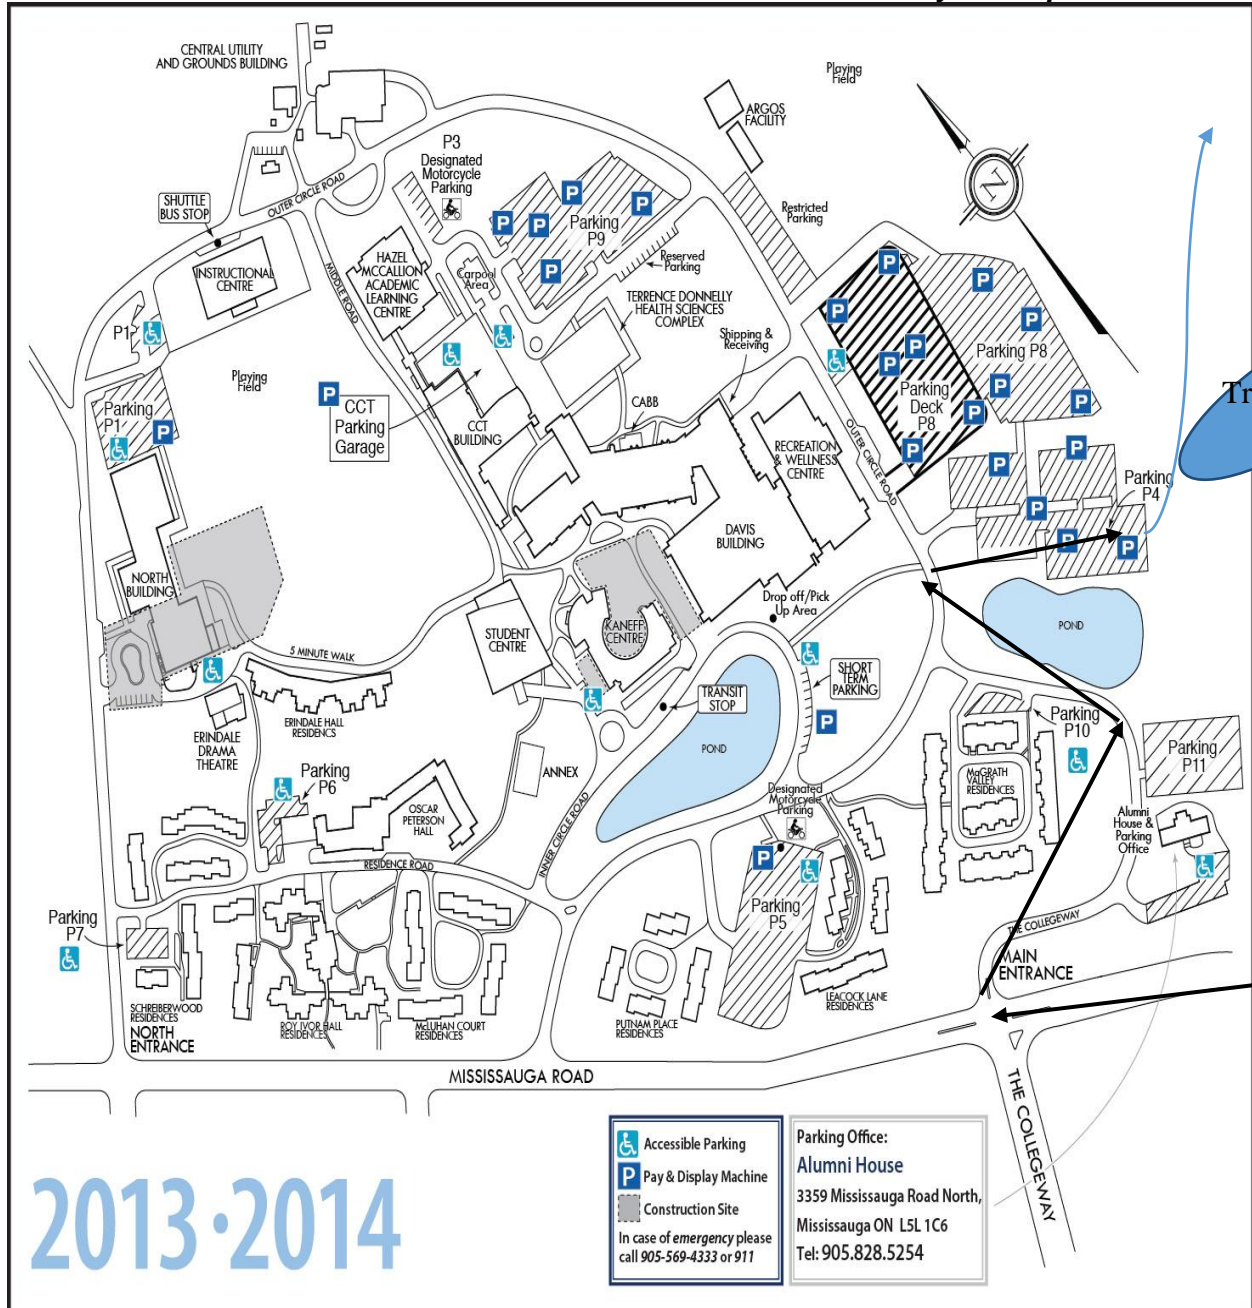 CENTRAL UTILITY
AND GROUNDS BUILDING
Playing
Field
ARGOS
FACILITY
P3
Designated
Motorcycle
Parking
N
SHUTTLE
BUS STOP
OUTER CIRCLE ROAD
Restricted
Parking
Parking
P9
P
P
P
P
P
Reserved
Parking
HAZEL
MCCALLION
ACADEMIC
LEARNING
CENTRE
Carpool
Area
INSTRUCTIONAL
CENTRE
MIDDLE ROAD
TERRENCE DONNELLY
HEALTH SCIENCES
COMPLEX
Shipping &
Receiving
P
P
P
P
P
P
P
Parking
Deck
P8
Parking P8
P
P
P
P
Tr
P1
Playing
Field
Parking
P1
P
P
CCT
Parking
Garage
CCT
BUILDING
CABB
RECREATION
& WELLNESS
CENTRE
OUTER CIRCLE ROAD
P
P
P
P
P
Parking
P4
DAVIS
BUILDING
NORTH
BUILDING
Drop off/Pick
Up Area
KANEFF
CENTRE
STUDENT
CENTRE
POND
5 MINUTE WALK
SHORT
TERM
PARKING
P
TRANSIT
STOP
ERINDALE HALL
RESIDENCS
ERINDALE
DRAMA
THEATRE
Parking
P10
Parking
P11
POND
ANNEX
Parking
P6
MaGRATH
VALLEY
RESIDENCES
Designated
Motorcycle
Parking
OSCAR
PETERSON
HALL
Alumni
House &
Parking
Office
INNER CIRCLE ROAD
RESIDENCE ROAD
P
Parking
P5
Parking
P7
THE COLLEGEWAY
MAIN
ENTRANCE
LEACOCK LANE
RESIDENCES
SCHREIBERWOOD
RESIDENCES
NORTH
ENTRANCE
ROY IVOR HALL
RESIDENCES
McLUHAN COURT
RESIDENCES
PUTNAM PLACE
RESIDENCES
MISSISSAUGA ROAD
THE COLLEGEWAY
Accessible Parking
P Pay & Display Machine
Construction Site
In case of emergency please
call 905-569-4333 or 911
Parking Office:
Alumni House
3359 Mississauga Road North,
Mississauga ON L5L 1C6
Tel: 905.828.5254
2013·2014